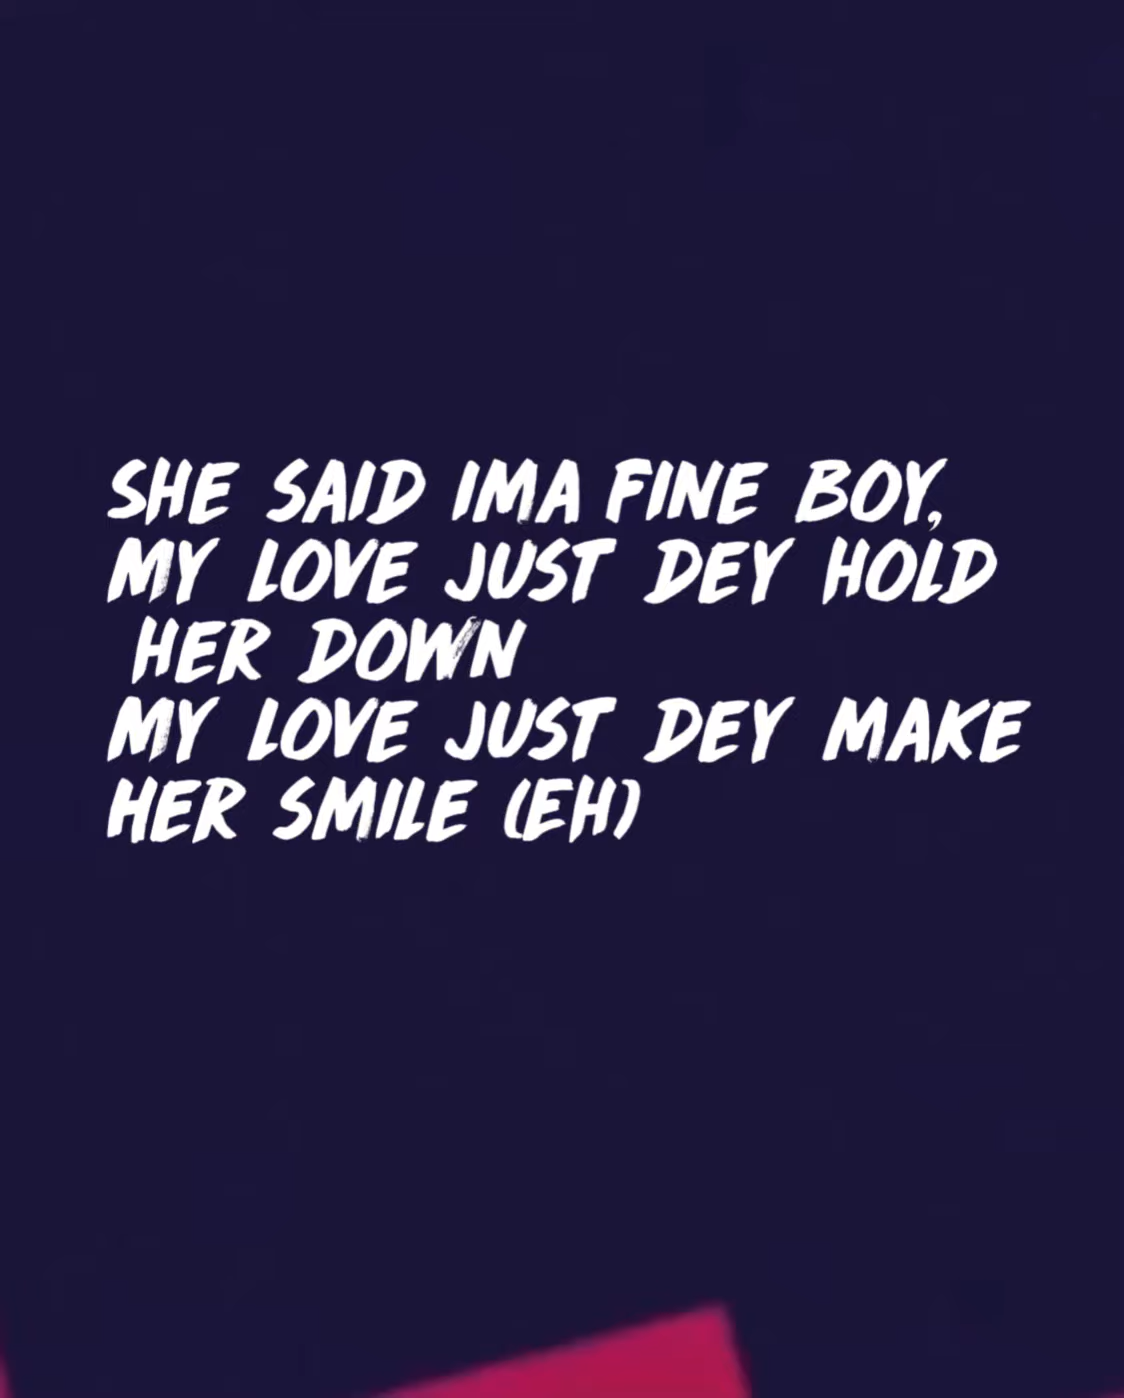 SHE SAID IMA FINE BOY,
MY LOVE JUST DEY HOLD
HER DOWN
MY LOVE JUST DEY MAKE
HER SMILE (EH)